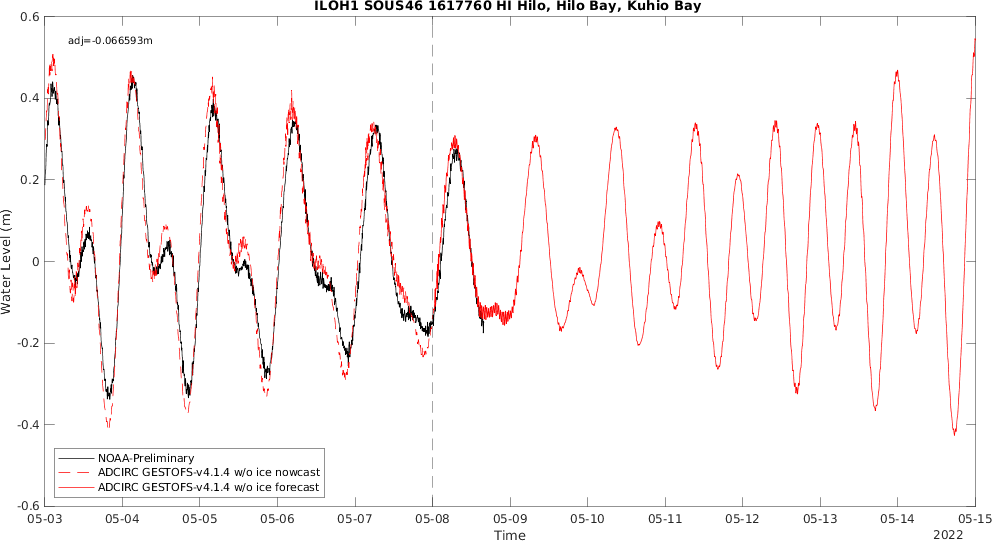 ILOH1 SOUS46 1617760 HI Hilo, Hilo Bay, Kuhio Bay
adj=-0.066593m
0.6
0.4
0.2
0
-0.2
-0.4
-0.6
Water Level (m)
NOAA-Preliminary
ADCIRC GESTOFS-v4.1.4 w/o ice nowcast
ADCIRC GESTOFS-v4.1.4 w/o ice forecast
05-03 05-04 05-05 05-06 05-07 05-08 05-09 05-10 05-11 05-12 05-13 05-14 05-15
Time
2022